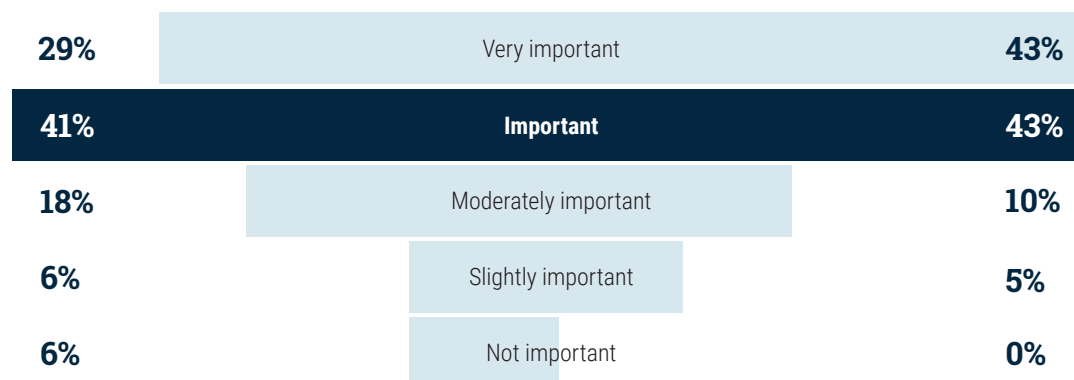 29% Very important 43%
41% Important 43%
18% Moderately important 10%
6% Slightly important 5%
6% Not important 0%